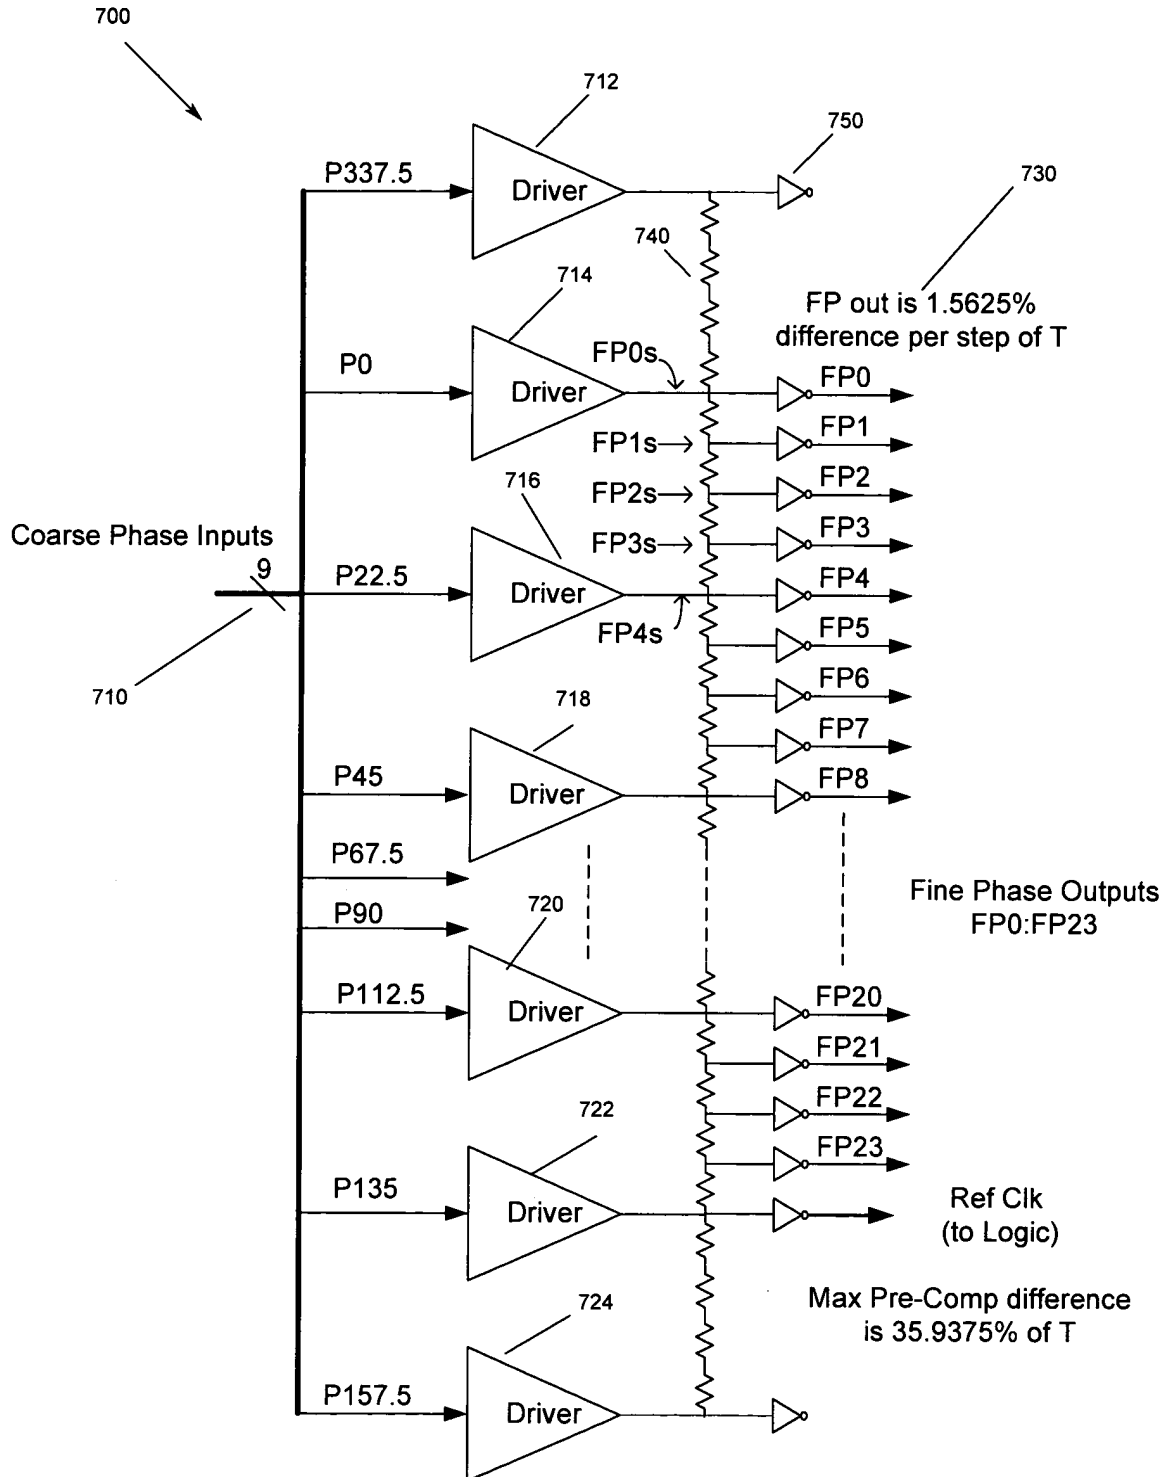 700
712
750
P337.5
Driver
730
740
714
FP out is 1.5625%
difference per step of T
FP0s
P0
Driver
FP0
FP1s
FP1
716
FP2s
FP2
Coarse Phase Inputs
FP3s
FP3
9
P22.5
Driver
FP4
FP4s
FP5
710
FP6
718
FP7
P45
Driver
FP8
P67.5
Fine Phase Outputs
FP0:FP23
P90
720
P112.5
Driver
FP20
FP21
722
FP22
FP23
P135
Driver
Ref Clk
(to Logic)
724
Max Pre-Comp difference
is 35.9375% of T
P157.5
Driver